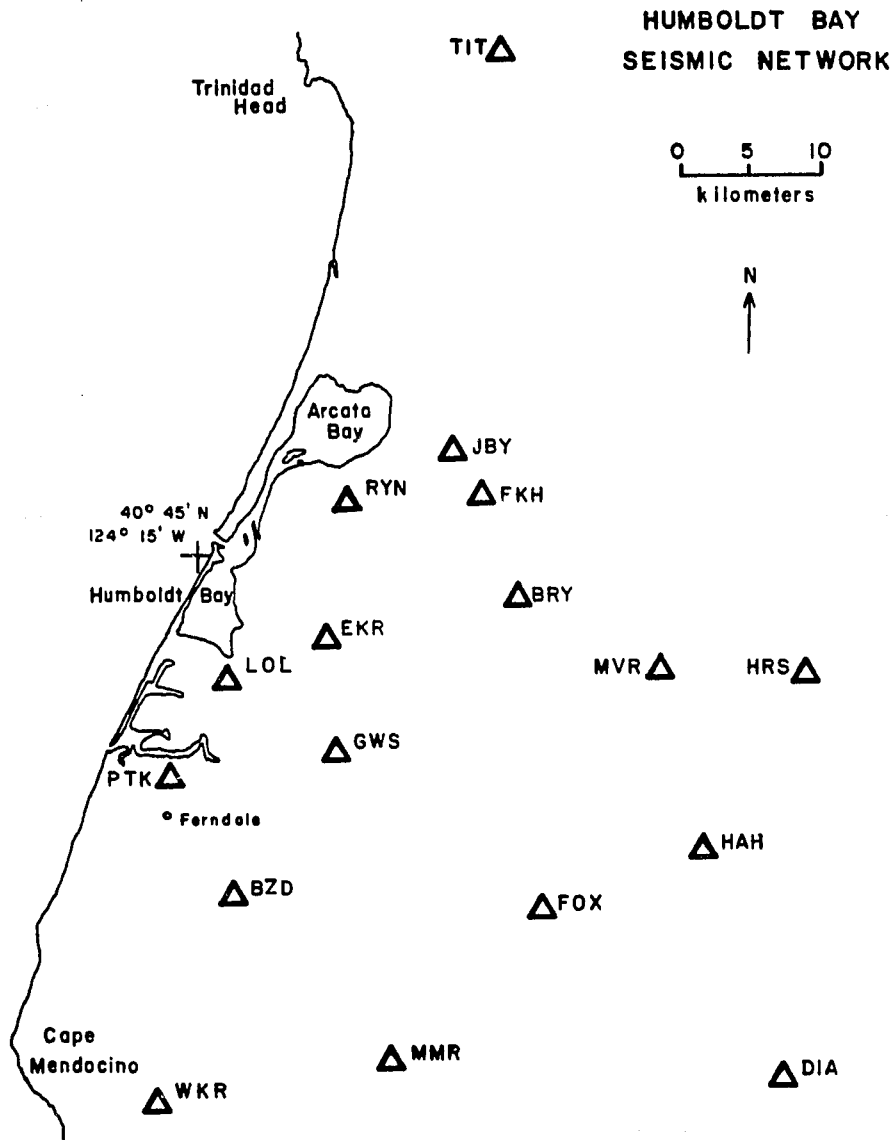 HUMBOLDT BAY
SEISMIC NETWORK
TIT
Trinidad
Head
0 5 10
kilometers
N
Arcata
Bay
JBY
RYN
FKH
40° 45' N
124° 15' W
Humboldt Bay
BRY
EKR
LOL
MVR
HRS
GWS
PTK
Ferndale
HAH
BZD
FOX
Cape
Mendocino
MMR
WKR
DIA